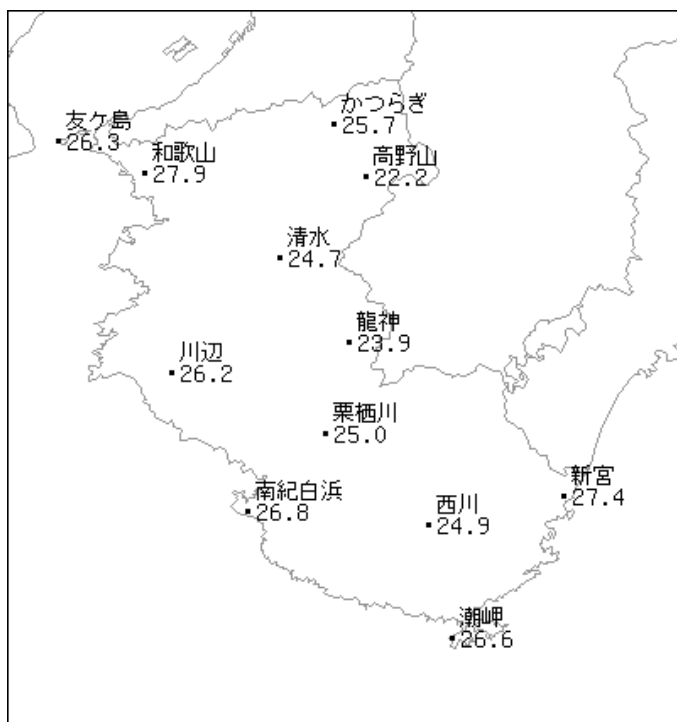 かつらぎ
25.7
友ケ島
26.3
和歌山
27.9
高野山
22.2
清水
24.7
龍神
23.9
川辺
26.2
栗栖川
25.0
新宮
27.4
南紀白浜
26.8
西川
24.9
潮岬
26.6